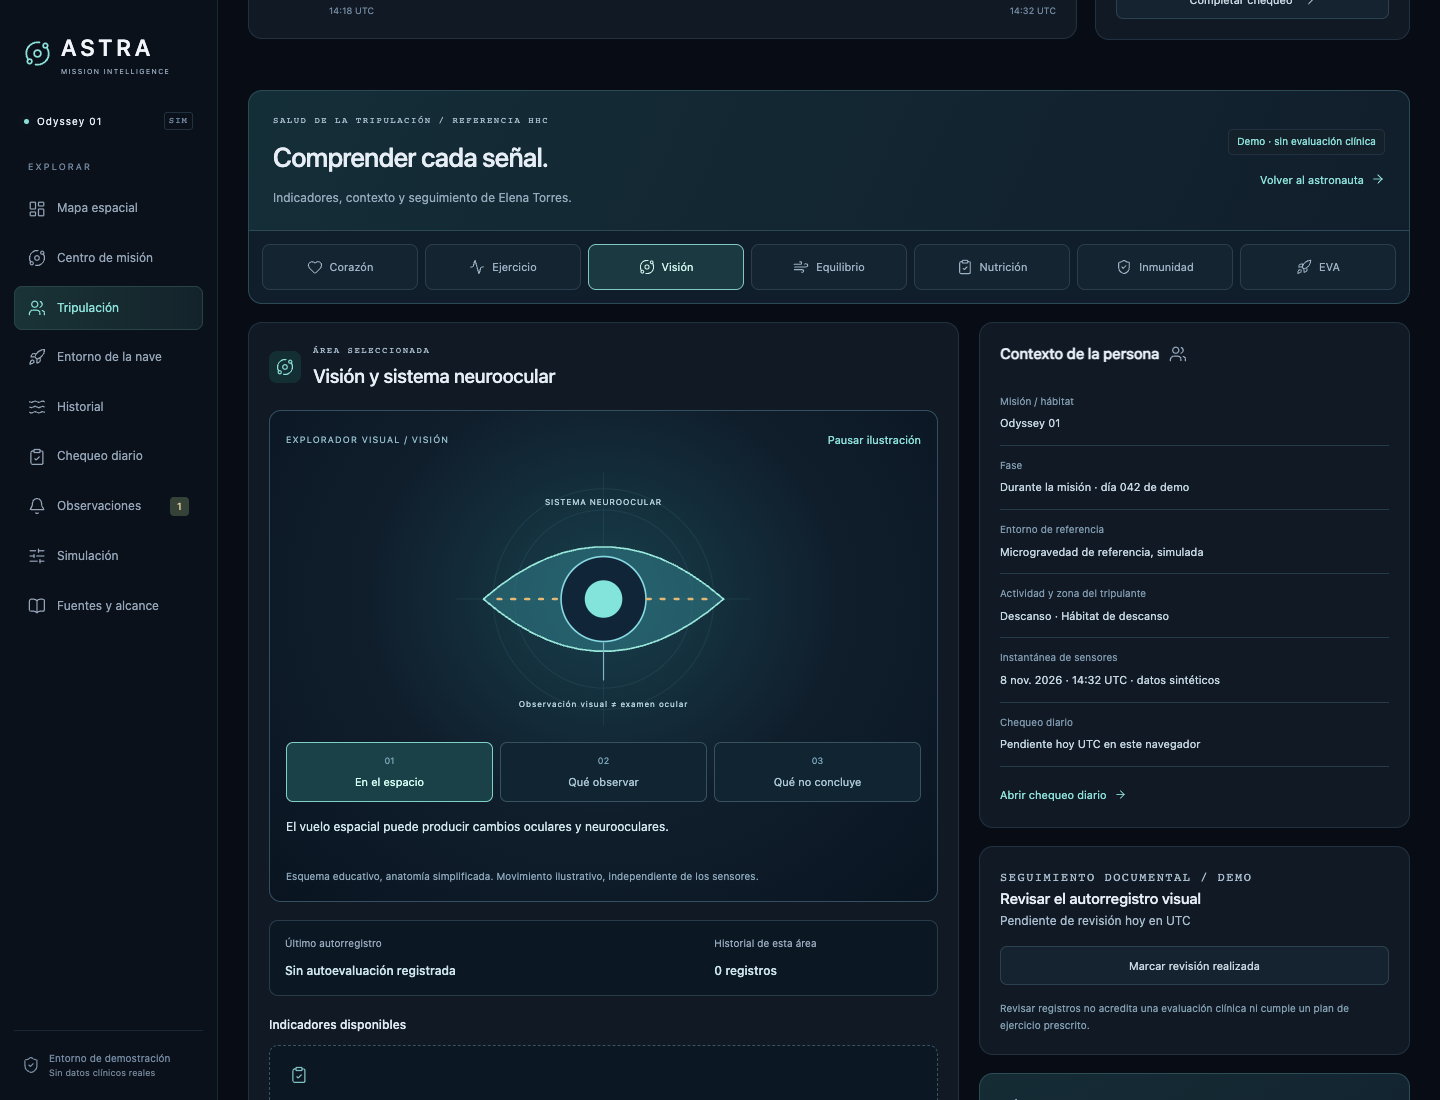 ASTRA
MISSION INTELLIGENCE
Odyssey 01
SIM
EXPLORAR
Mapa espacial
Centro de misión
Tripulación
Entorno de la nave
Historial
Chequeo diario
Observaciones
1
Simulación
Fuentes y alcance
Entorno de demostración
Sin datos clínicos reales
14:18 UTC
14:32 UTC
Completar chequeo
SALUD DE LA TRIPULACIÓN / REFERENCIA HHC
Comprender cada señal.
Indicadores, contexto y seguimiento de Elena Torres.
Demo · sin evaluación clínica
Volver al astronauta
Corazón
Ejercicio
Visión
Equilibrio
Nutrición
Inmunidad
EVA
ÁREA SELECCIONADA
Visión y sistema neuroocular
EXPLORADOR VISUAL / VISIÓN
Pausar ilustración
SISTEMA NEUROOCULAR
Observación visual ≠ examen ocular
01
En el espacio
02
Qué observar
03
Qué no concluye
El vuelo espacial puede producir cambios oculares y neurooculares.
Esquema educativo, anatomía simplificada. Movimiento ilustrativo, independiente de los sensores.
Último autorregistro
Sin autoevaluación registrada
Historial de esta área
0 registros
Indicadores disponibles
Contexto de la persona
Misión / hábitat
Odyssey 01
Fase
Durante la misión · día 042 de demo
Entorno de referencia
Microgravedad de referencia, simulada
Actividad y zona del tripulante
Descanso · Hábitat de descanso
Instantánea de sensores
8 nov. 2026 · 14:32 UTC · datos sintéticos
Chequeo diario
Pendiente hoy UTC en este navegador
Abrir chequeo diario
SEGUIMIENTO DOCUMENTAL / DEMO
Revisar el autorregistro visual
Pendiente de revisión hoy en UTC
Marcar revisión realizada
Revisar registros no acredita una evaluación clínica ni cumple un plan de
ejercicio prescrito.